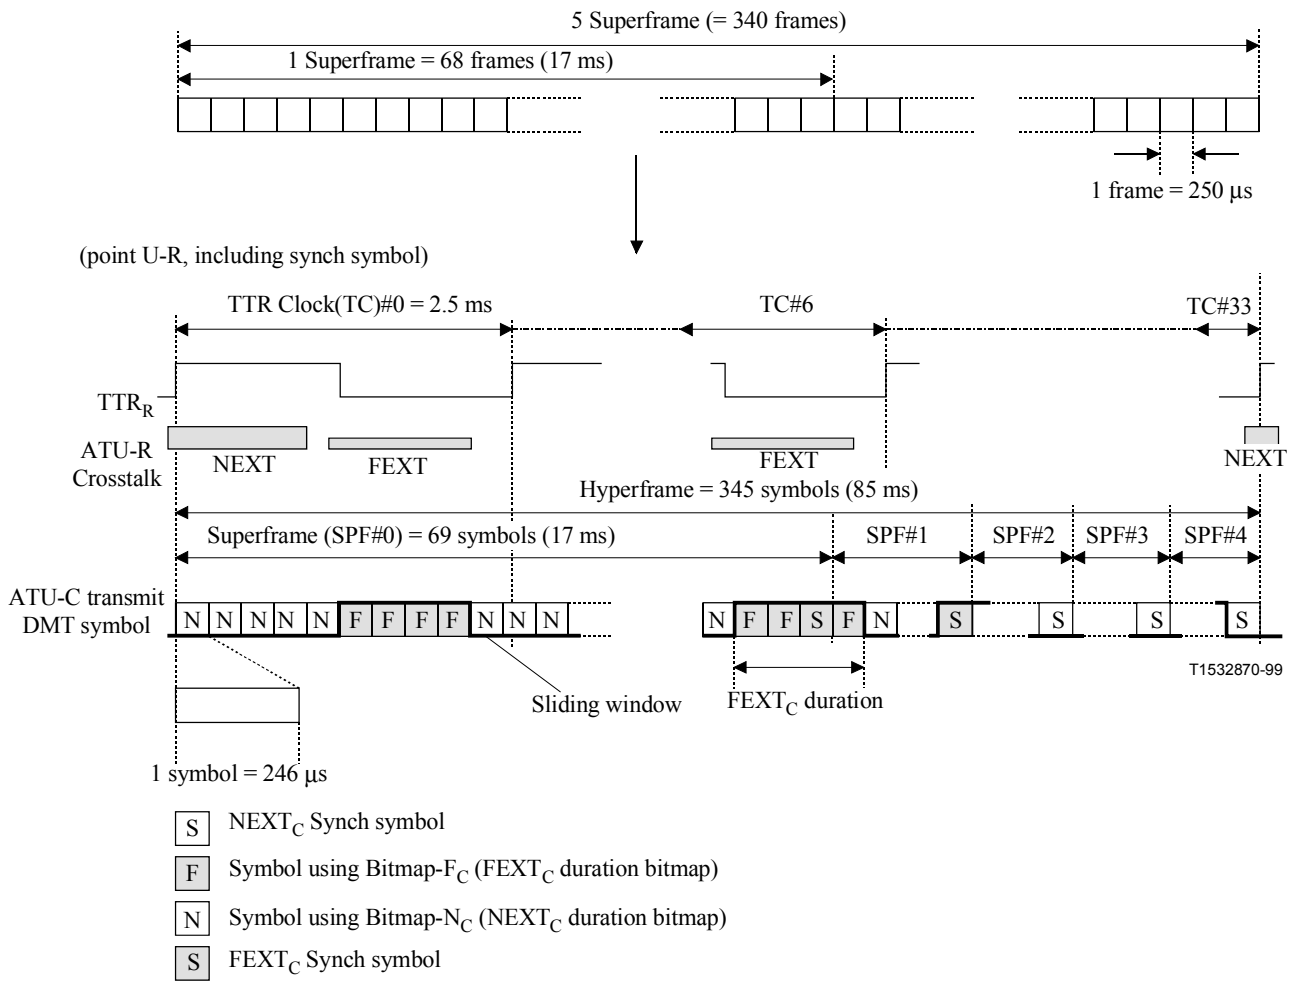 5 Superframe (= 340 frames)
1 Superframe = 68 frames (17 ms)
1 frame = 250 μs
(point U-R, including synch symbol)
TTR Clock(TC)#0 = 2.5 ms
TC#6
TC#33
TTR_R
ATU-R
Crosstalk
NEXT
FEXT
FEXT
NEXT
Hyperframe = 345 symbols (85 ms)
Superframe (SPF#0) = 69 symbols (17 ms)
SPF#1
SPF#2
SPF#3
SPF#4
ATU-C transmit
DMT symbol
N N N N N F F F F N N N
N F F S F N S S S S
T1532870-99
Sliding window
FEXT_C duration
1 symbol = 246 μs
S NEXT_C Synch symbol
F Symbol using Bitmap-F_C (FEXT_C duration bitmap)
N Symbol using Bitmap-N_C (NEXT_C duration bitmap)
S FEXT_C Synch symbol